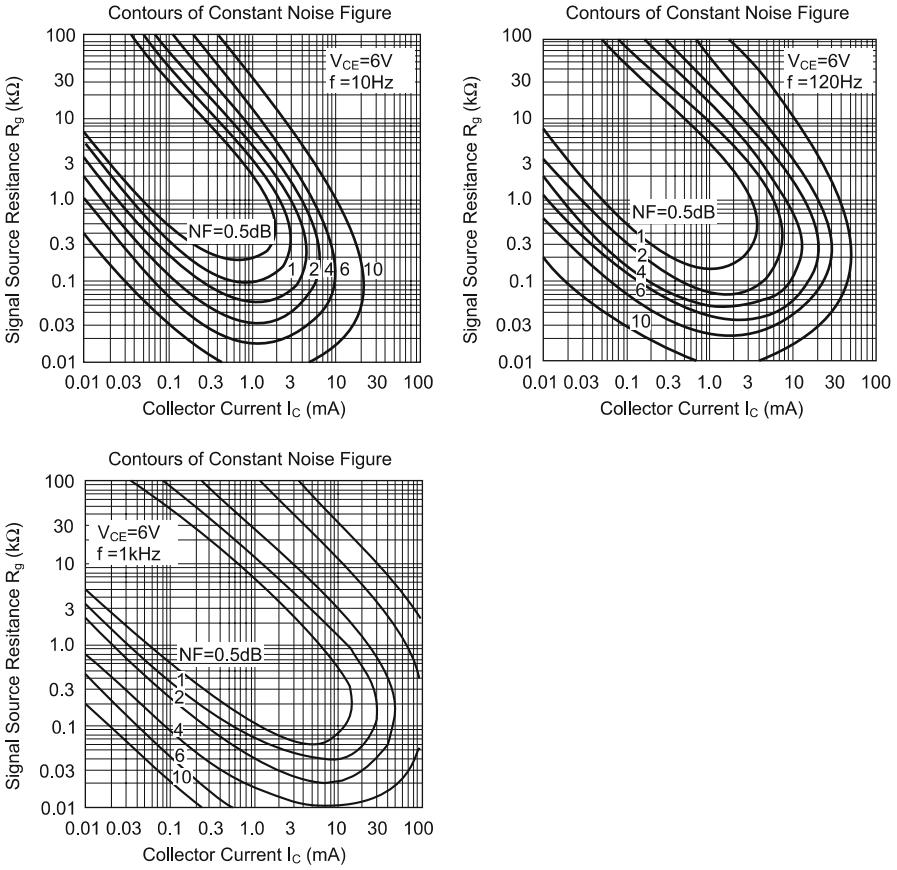 Contours of Constant Noise Figure
Signal Source Resitance Rg (kΩ)
100
30
10
3
1.0
0.3
0.1
0.03
0.01
VCE=6V
f =10Hz
NF=0.5dB
1 2 4 6 10
0.01 0.03 0.1 0.3 1.0 3 10 30 100
Collector Current IC (mA)
Contours of Constant Noise Figure
Signal Source Resitance Rg (kΩ)
100
30
10
3
1.0
0.3
0.1
0.03
0.01
VCE=6V
f =120Hz
NF=0.5dB
1
2
4
6
10
0.01 0.03 0.1 0.3 1.0 3 10 30 100
Collector Current IC (mA)
Contours of Constant Noise Figure
Signal Source Resitance Rg (kΩ)
100
30
10
3
1.0
0.3
0.1
0.03
0.01
VCE=6V
f =1kHz
NF=0.5dB
1
2
4
6
10
0.01 0.03 0.1 0.3 1.0 3 10 30 100
Collector Current IC (mA)